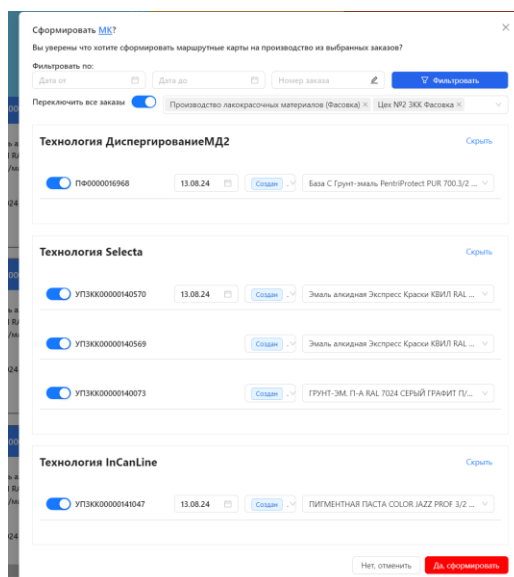 Сформировать МК?
Вы уверены что хотите сформировать маршрутные карты на производство из выбранных заказов?
Фильтровать по:
Дата от Дата до Номер заказа Фильтровать
Переключить все заказы Производство лакокрасочных материалов (Фасовка) × Цех №2 ЗКК Фасовка ×
Технология ДиспергированиеМД2 Скрыть
ПФ0000016968 13.08.24 Создан ... База С Грунт-эмаль PentriProtect PUR 700.3/2 ...
Технология Selecta Скрыть
УПЗКК00000140570 13.08.24 Создан ... Эмаль алкидная Экспресс Краски КВИЛ RAL ...
УПЗКК00000140569 Создан ... Эмаль алкидная Экспресс Краски КВИЛ RAL ...
УПЗКК00000140073 Создан ... ГРУНТ-ЭМ. П-А RAL 7024 СЕРЫЙ ГРАФИТ П/...
Технология InCanLine Скрыть
УПЗКК00000141047 13.08.24 Создан ... ПИГМЕНТНАЯ ПАСТА COLOR JAZZ PROF 3/2 ...
Нет, отменить Да, сформировать